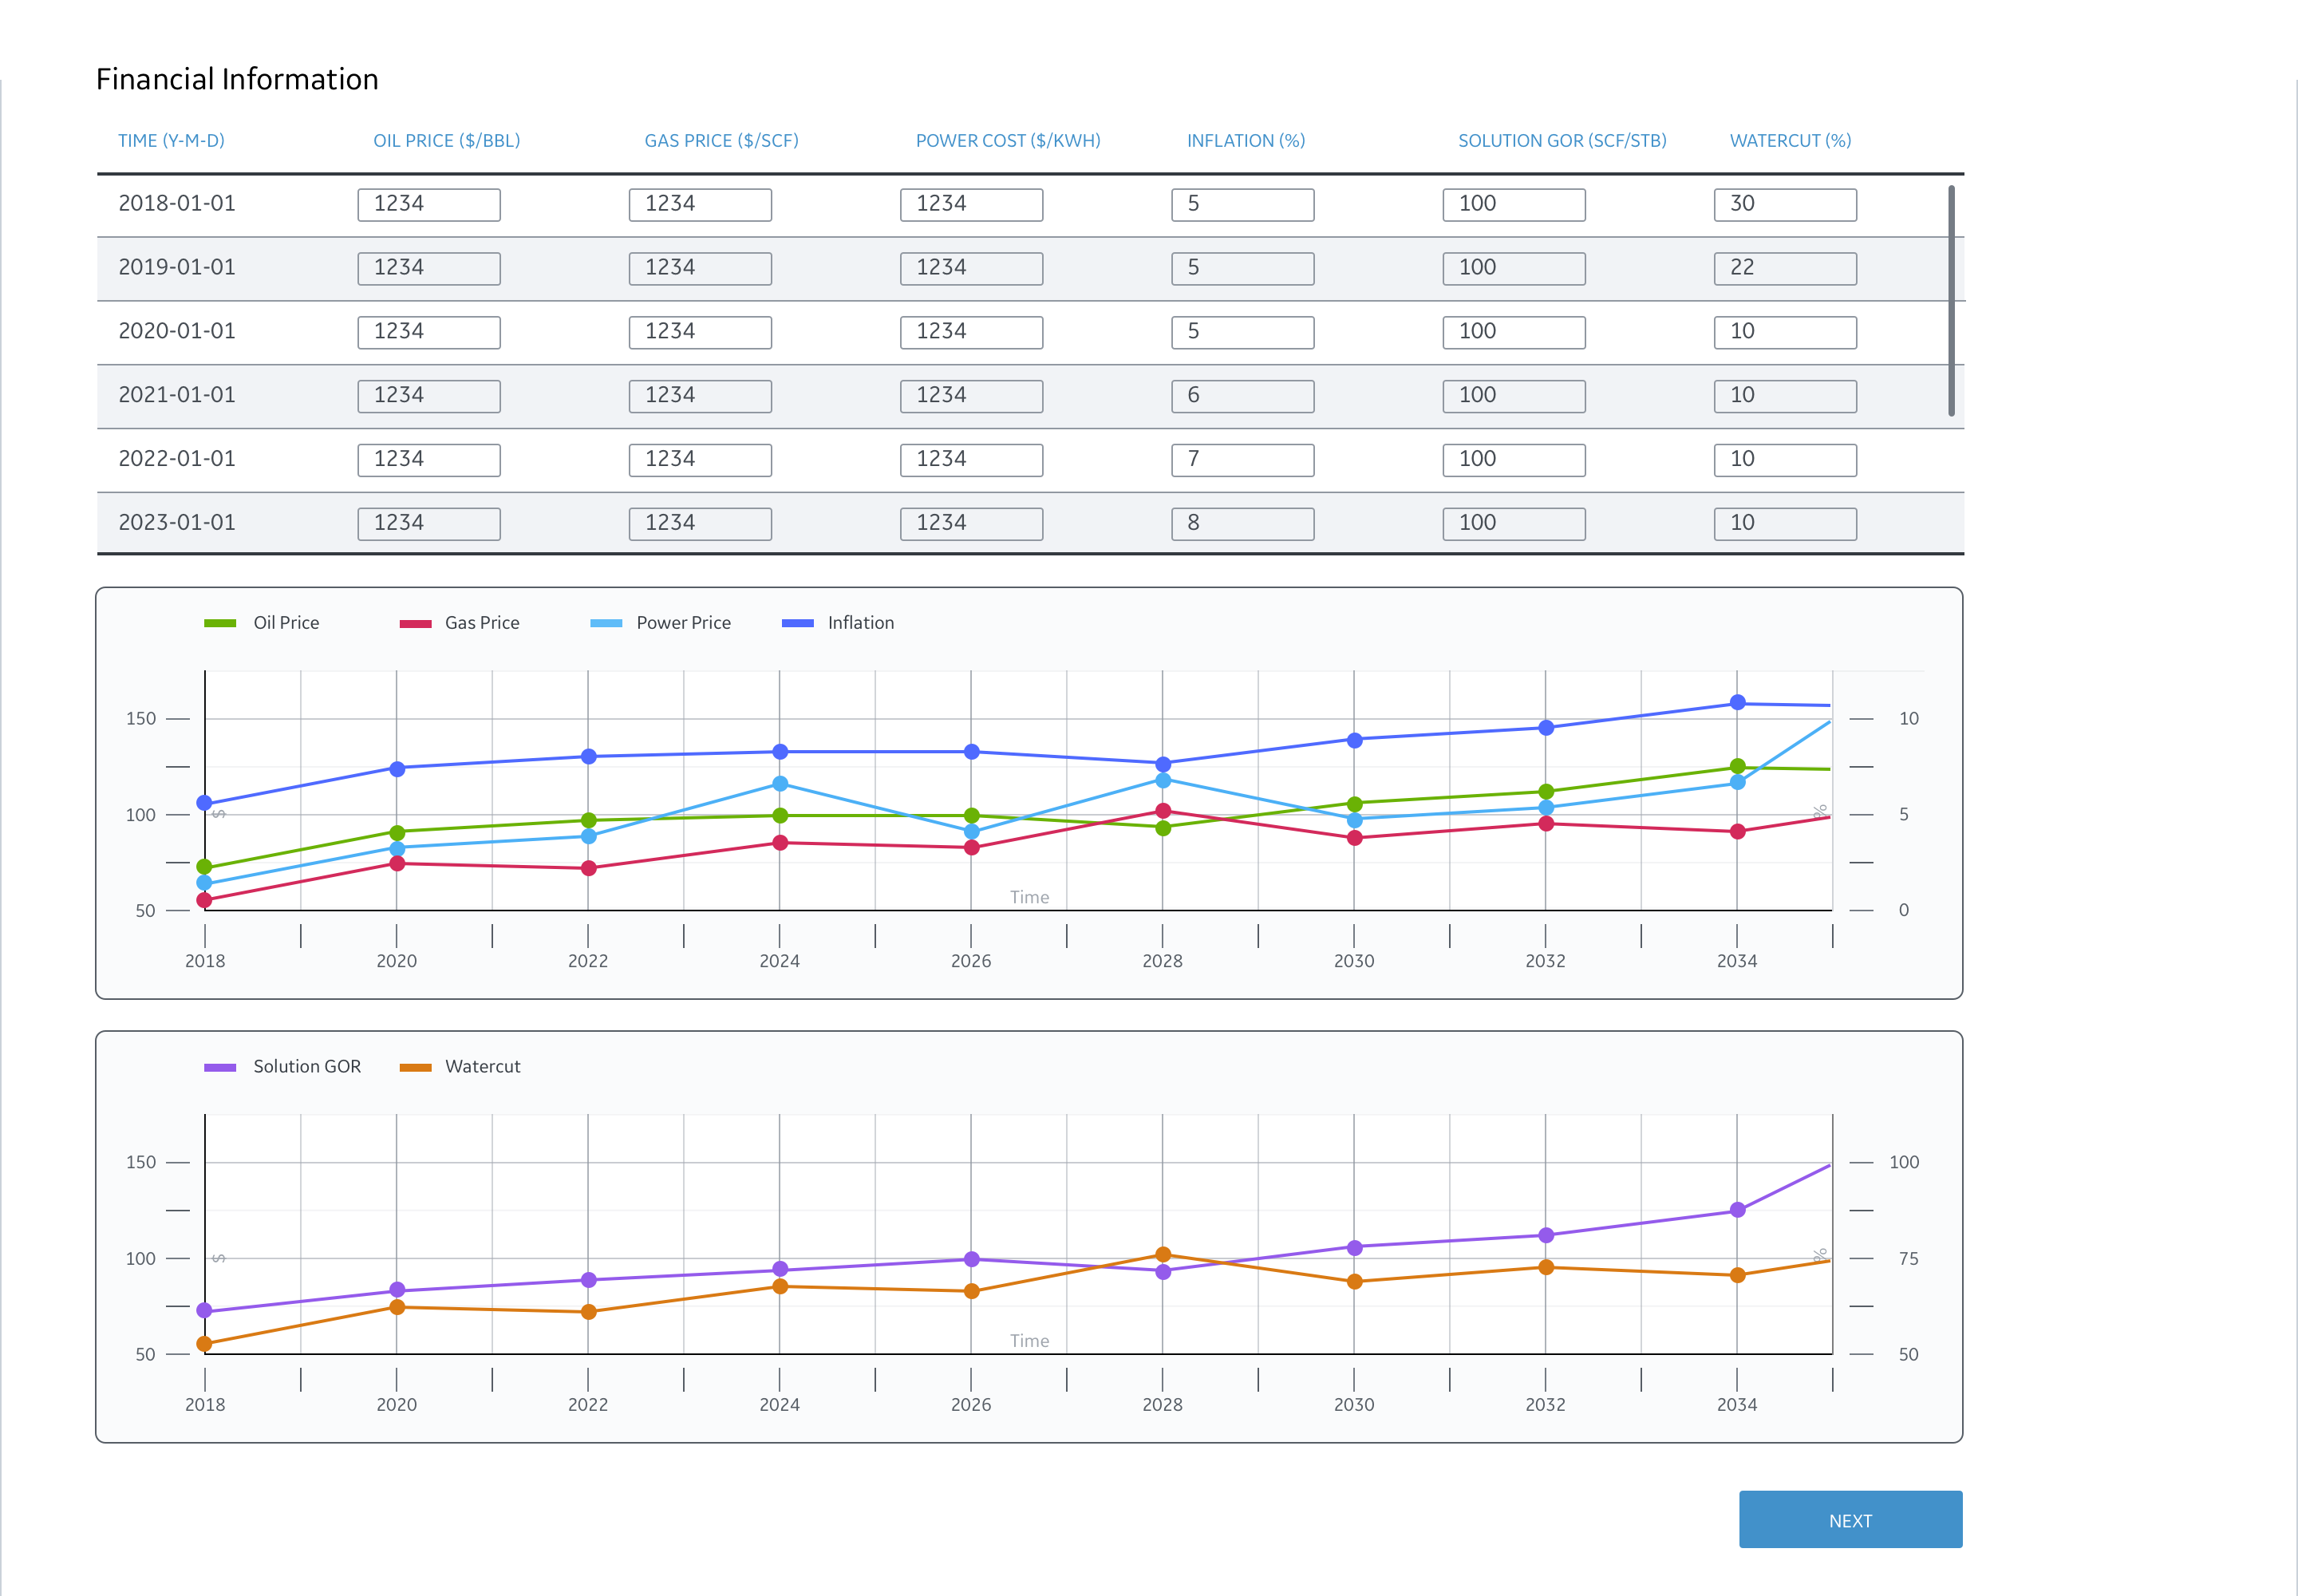 Financial Information
TIME (Y-M-D) OIL PRICE ($/BBL) GAS PRICE ($/SCF) POWER COST ($/KWH) INFLATION (%) SOLUTION GOR (SCF/STB) WATERCUT (%)
2018-01-01 1234 1234 1234 5 100 30
2019-01-01 1234 1234 1234 5 100 22
2020-01-01 1234 1234 1234 5 100 10
2021-01-01 1234 1234 1234 6 100 10
2022-01-01 1234 1234 1234 7 100 10
2023-01-01 1234 1234 1234 8 100 10
Oil Price Gas Price Power Price Inflation
150 10
100 $ % 5
Time
50 0
2018 2020 2022 2024 2026 2028 2030 2032 2034
Solution GOR Watercut
150 100
100 $ % 75
Time
50 50
2018 2020 2022 2024 2026 2028 2030 2032 2034
NEXT